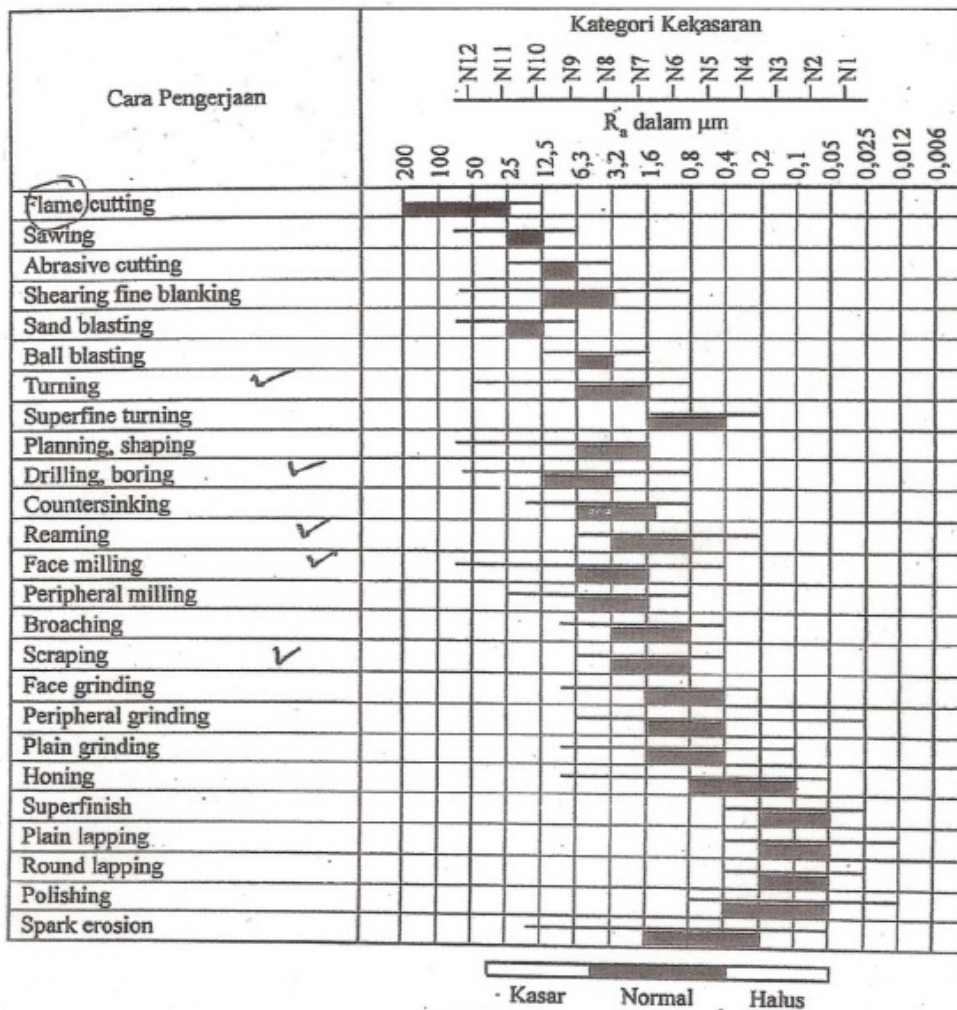 Kategori Kekasaran
N12 N11 N10 N9 N8 N7 N6 N5 N4 N3 N2 N1
Cara Pengerjaan
Ra dalam µm
200 100 50 25 12,5 6,3 3,2 1,6 0,8 0,4 0,2 0,1 0,05 0,025 0,012 0,006
Flame cutting
Sawing
Abrasive cutting
Shearing fine blanking
Sand blasting
Ball blasting
Turning
Superfine turning
Planning, shaping
Drilling, boring
Countersinking
Reaming
Face milling
Peripheral milling
Broaching
Scraping
Face grinding
Peripheral grinding
Plain grinding
Honing
Superfinish
Plain lapping
Round lapping
Polishing
Spark erosion
Kasar Normal Halus